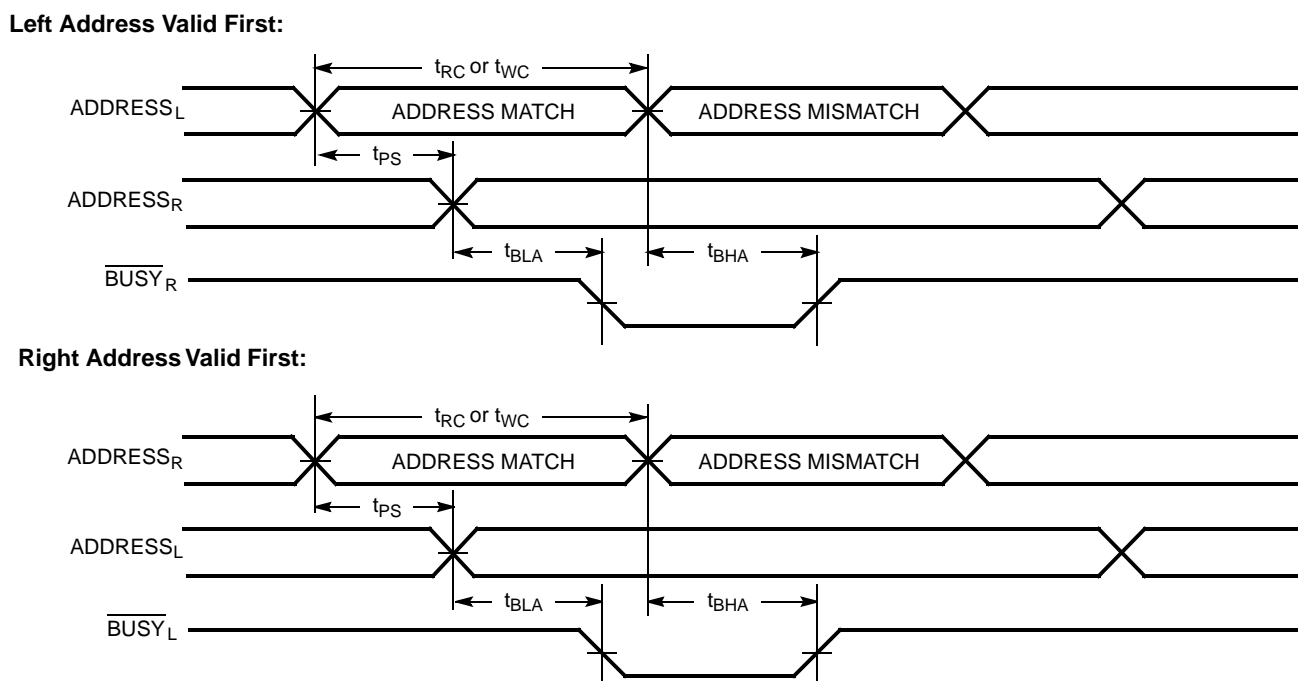 Left Address Valid First:
tRC or tWC
ADDRESSL
ADDRESS MATCH
ADDRESS MISMATCH
tPS
ADDRESSR
tBLA
tBHA
BUSYR
Right Address Valid First:
tRC or tWC
ADDRESSR
ADDRESS MATCH
ADDRESS MISMATCH
tPS
ADDRESSL
tBLA
tBHA
BUSYL